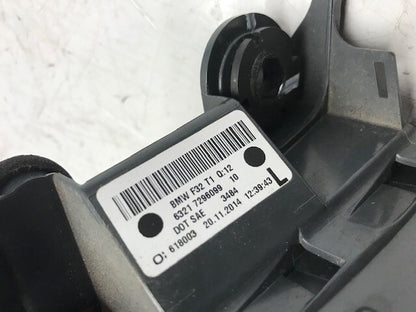 BMW F32 T1 0:12
6321 7296099 10
DOT SAE 3484
O: 618003 20.11.2014 12:39:43
L